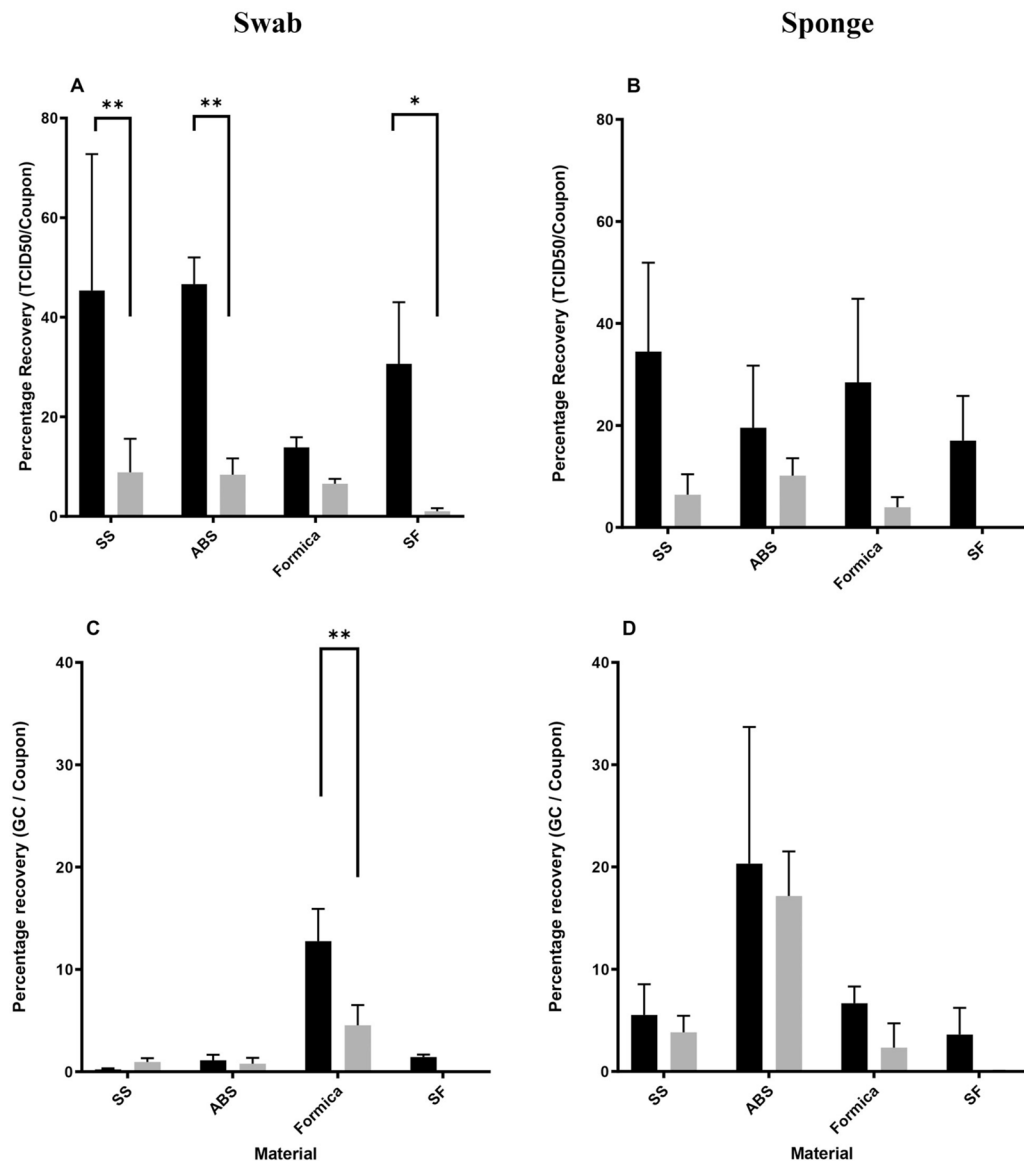 Swab
Sponge
A
**
**
*
80
60
40
20
0
Percentage Recovery (TCID50/Coupon)
SS
ABS
Formica
SF
B
80
60
40
20
0
Percentage Recovery (TCID50/Coupon)
SS
ABS
Formica
SF
C
**
40
30
20
10
0
Percentage recovery (GC / Coupon)
SS
ABS
Formica
SF
Material
D
40
30
20
10
0
Percentage recovery (GC / Coupon)
SS
ABS
Formica
SF
Material